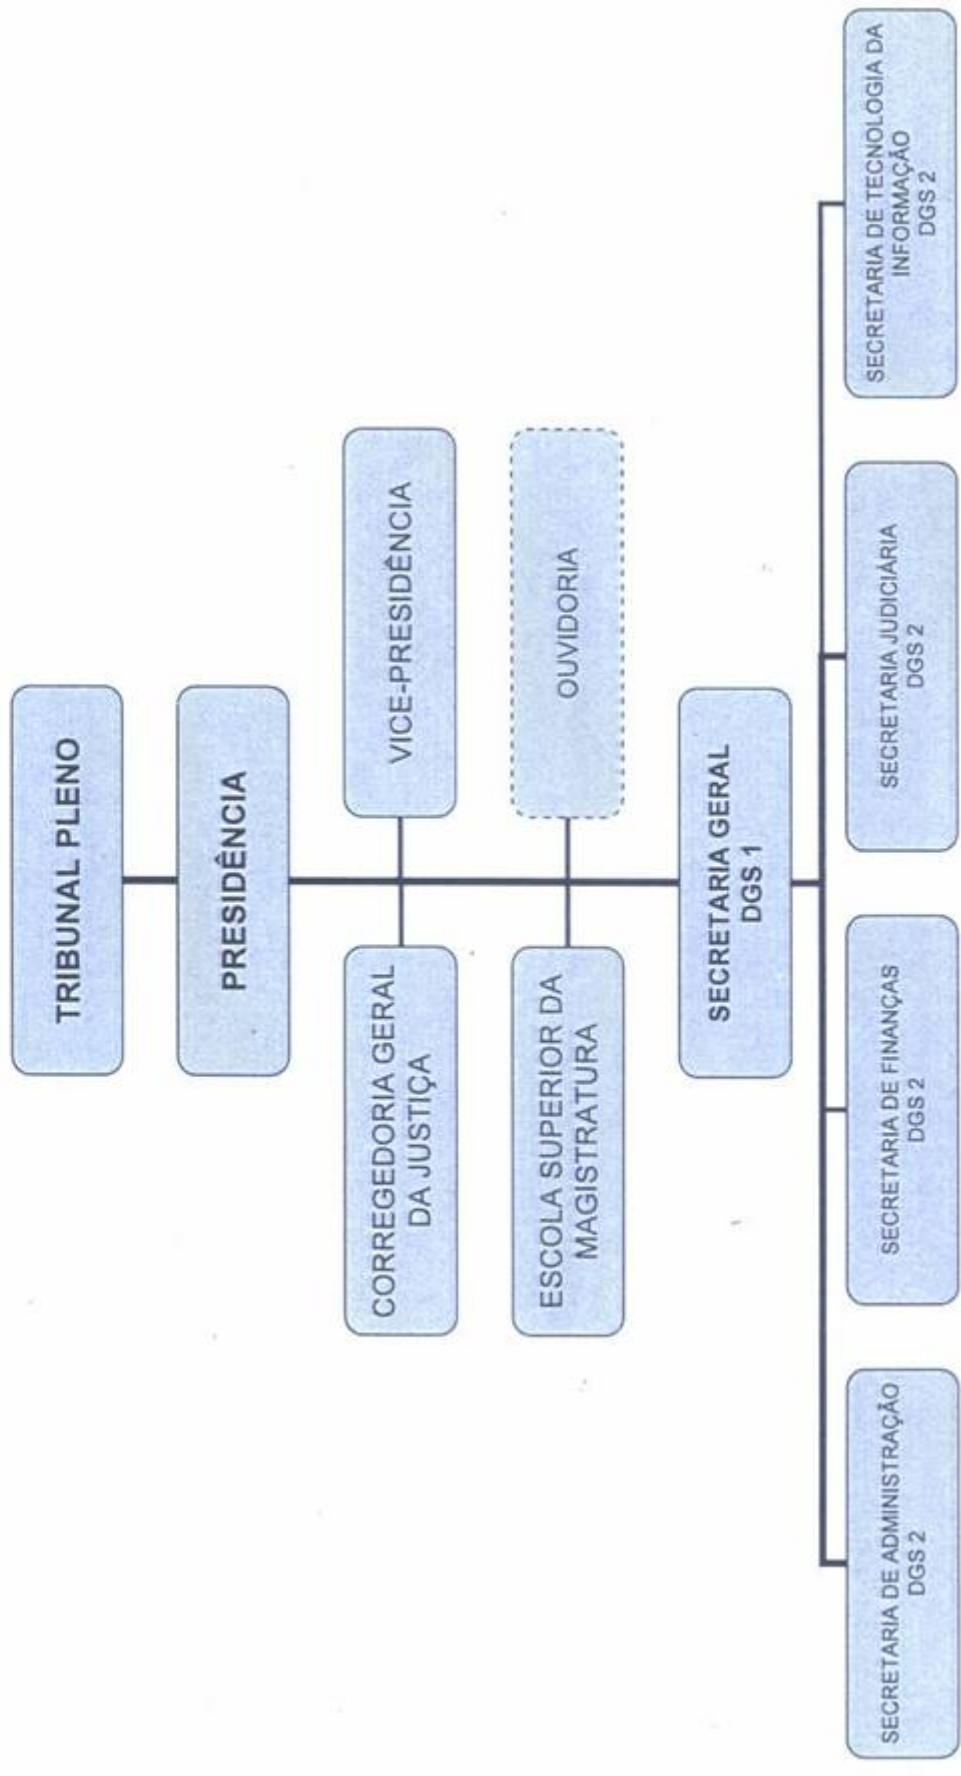 TRIBUNAL PLENO
PRESIDÊNCIA
CORREGEDORIA GERAL
DA JUSTIÇA
VICE-PRESIDÊNCIA
ESCOLA SUPERIOR DA
MAGISTRATURA
OUVIDORIA
SECRETARIA GERAL
DGS 1
SECRETARIA DE ADMINISTRAÇÃO
DGS 2
SECRETARIA DE FINANÇAS
DGS 2
SECRETARIA JUDICIÁRIA
DGS 2
SECRETARIA DE TECNOLOGIA DA
INFORMAÇÃO
DGS 2